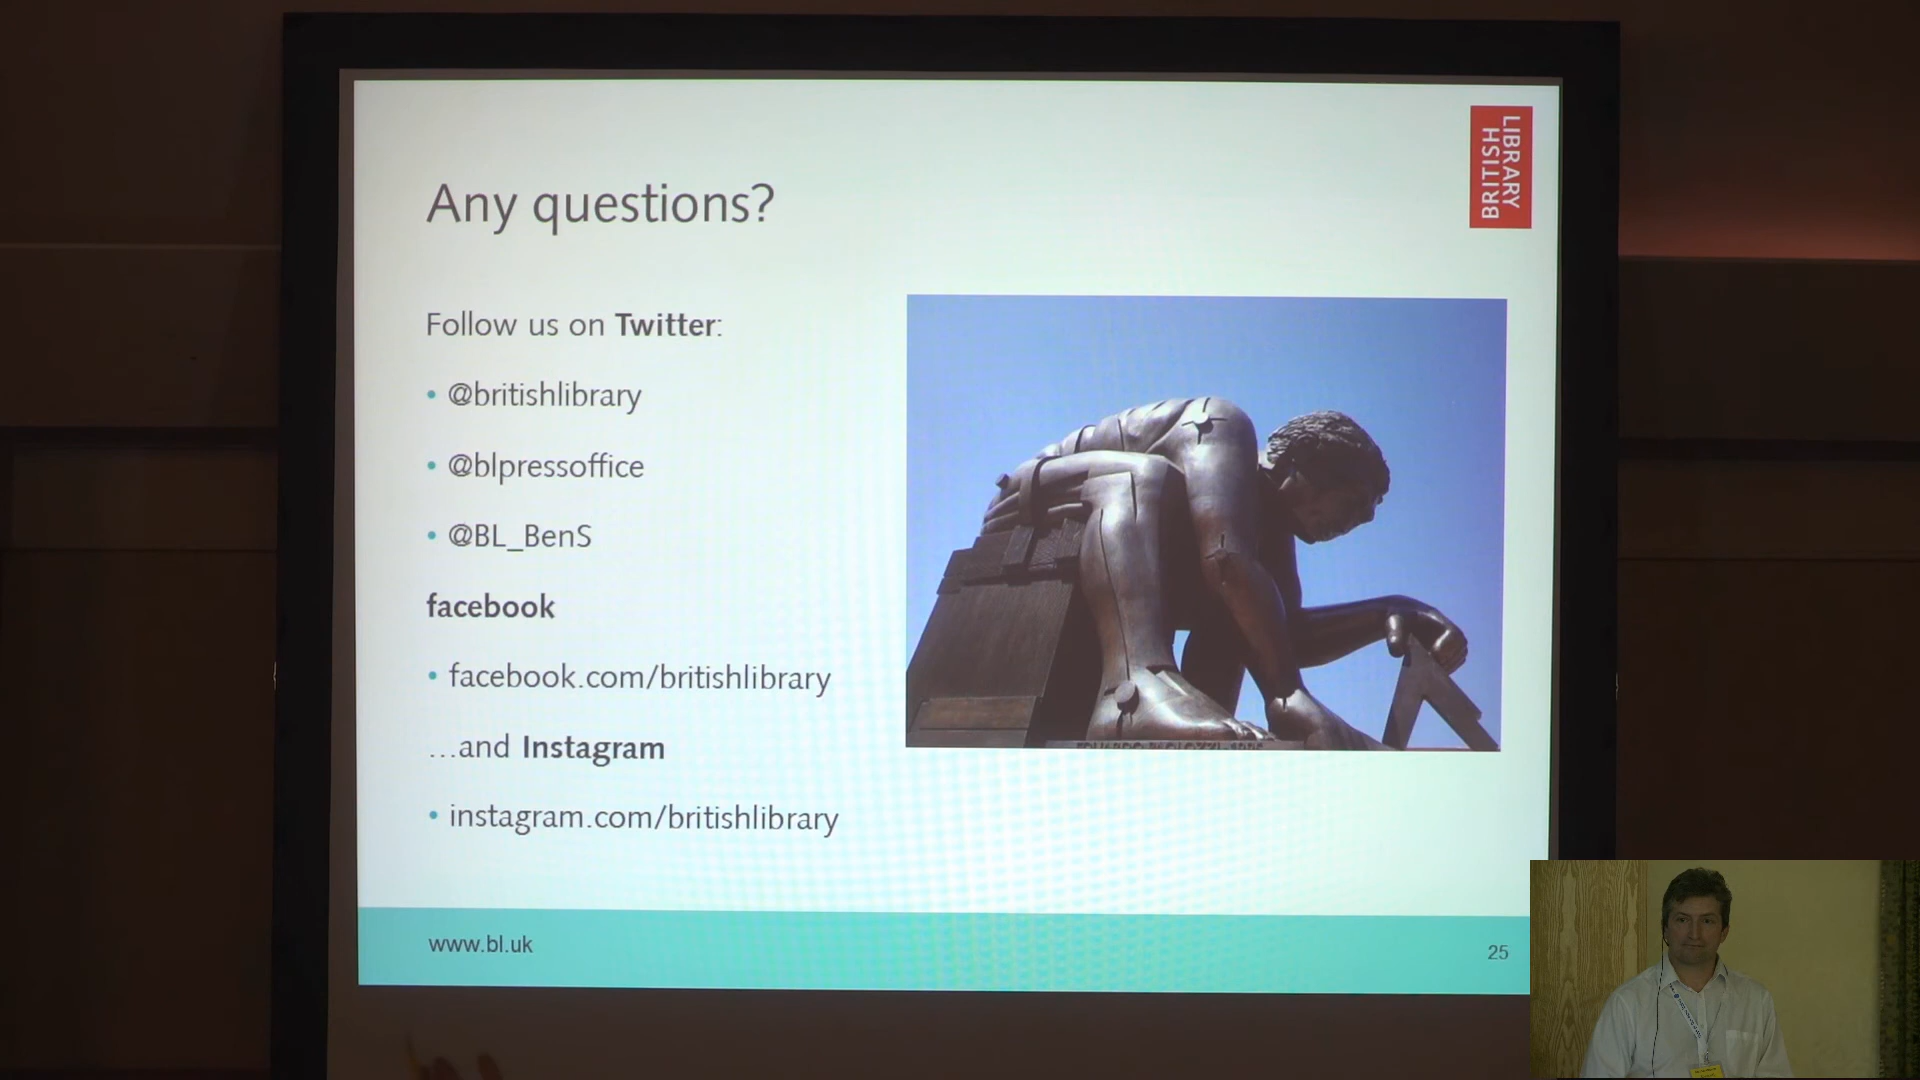 BRITISH
LIBRARY
Any questions?
Follow us on Twitter:
• @britishlibrary
• @blpressoffice
• @BL_BenS
facebook
• facebook.com/britishlibrary
...and Instagram
• instagram.com/britishlibrary
www.bl.uk
25